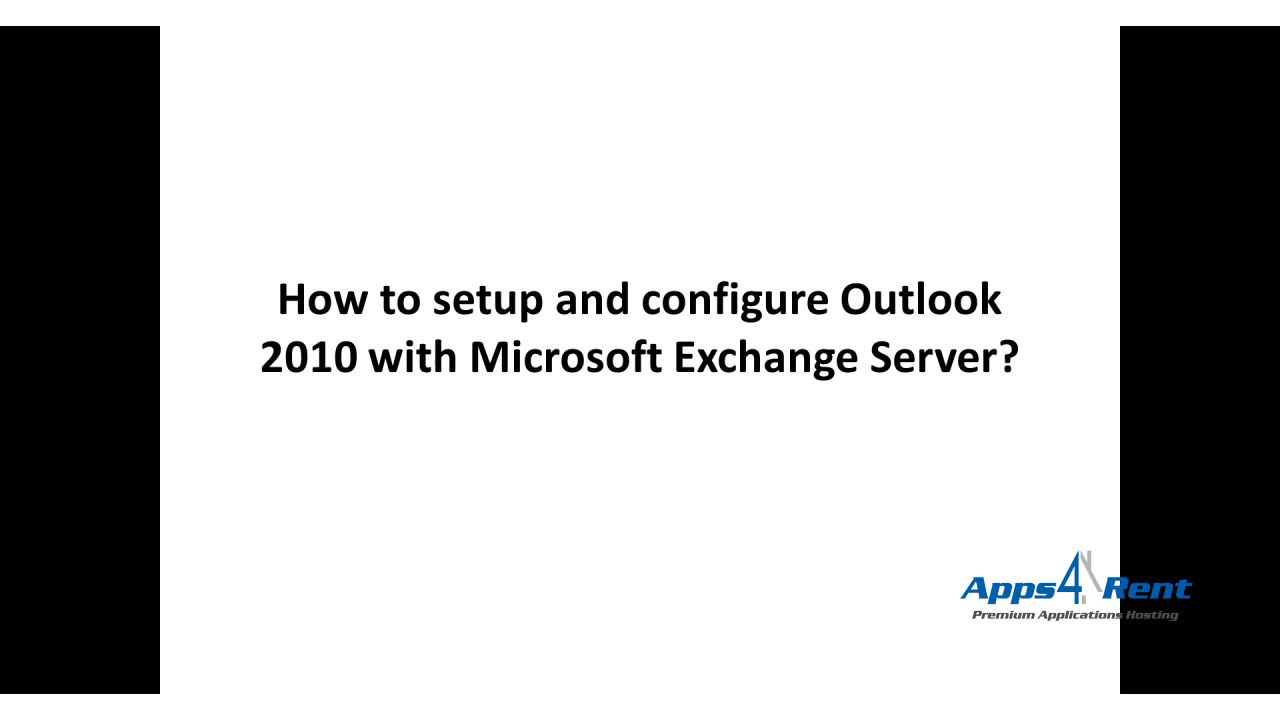 How to setup and configure Outlook
2010 with Microsoft Exchange Server?
Apps4Rent
Premium Applications Hosting